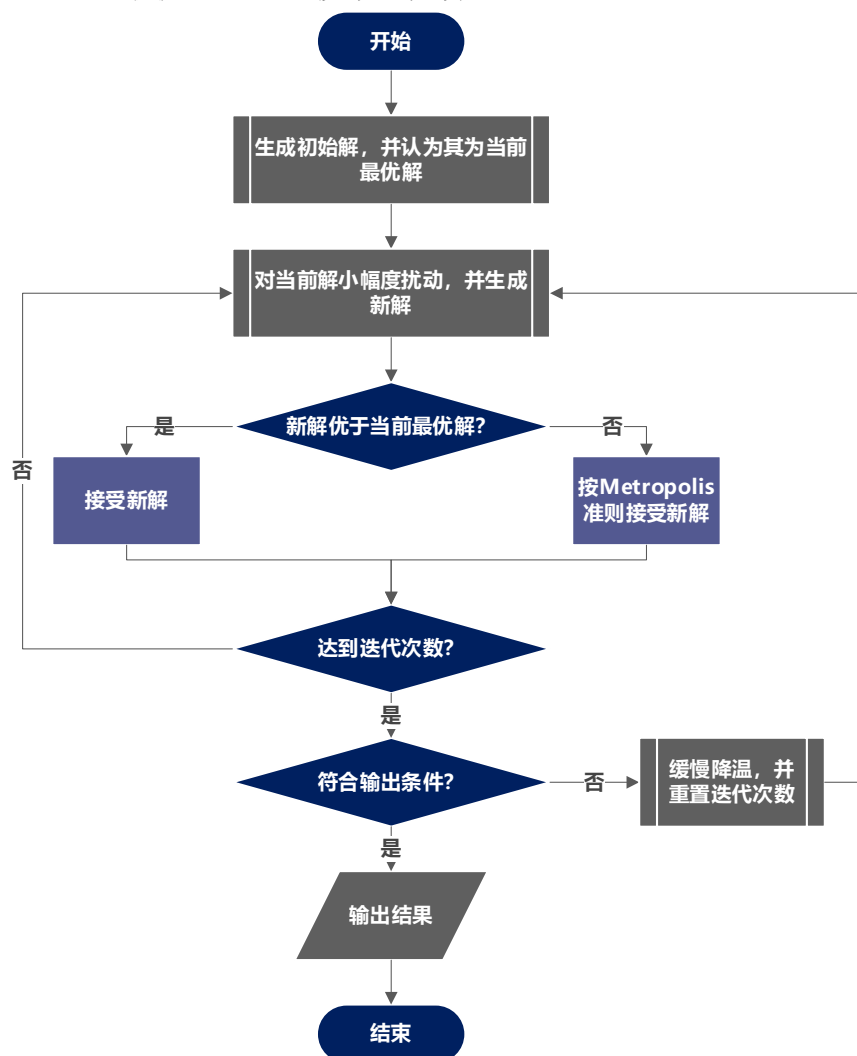 开始
生成初始解，并认为其为当前
最优解
对当前解小幅度扰动，并生成
新解
新解优于当前最优解？
是
否
否
接受新解
按Metropolis
准则接受新解
达到迭代次数？
是
符合输出条件？
否
缓慢降温，并
重置迭代次数
是
输出结果
结束